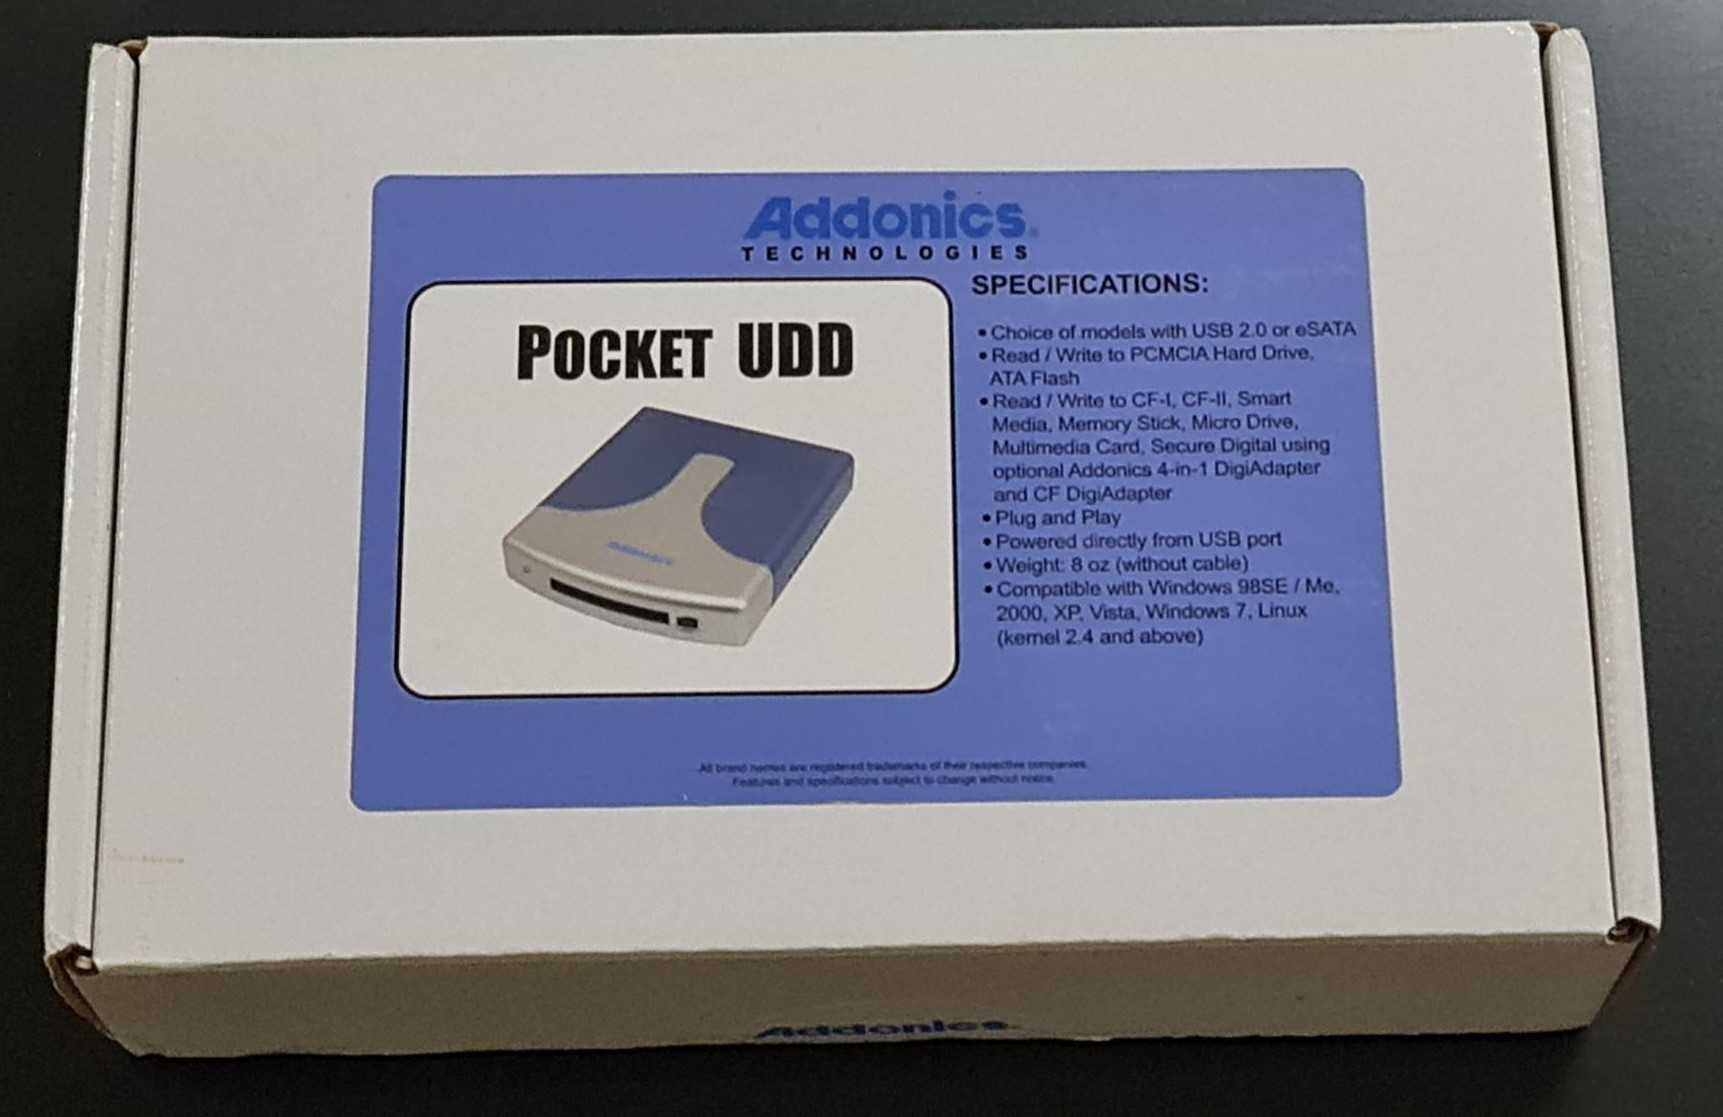 Addonics®
TECHNOLOGIES
POCKET UDD
Addonics
SPECIFICATIONS:
• Choice of models with USB 2.0 or eSATA
• Read / Write to PCMCIA Hard Drive,
ATA Flash
• Read / Write to CF-I, CF-II, Smart
Media, Memory Stick, Micro Drive,
Multimedia Card, Secure Digital using
optional Addonics 4-in-1 DigiAdapter
and CF DigiAdapter
• Plug and Play
• Powered directly from USB port
• Weight: 8 oz (without cable)
• Compatible with Windows 98SE / Me,
2000, XP, Vista, Windows 7, Linux
(kernel 2.4 and above)
All brand names are registered trademarks of their respective companies.
Features and specifications subject to change without notice.
Addonics